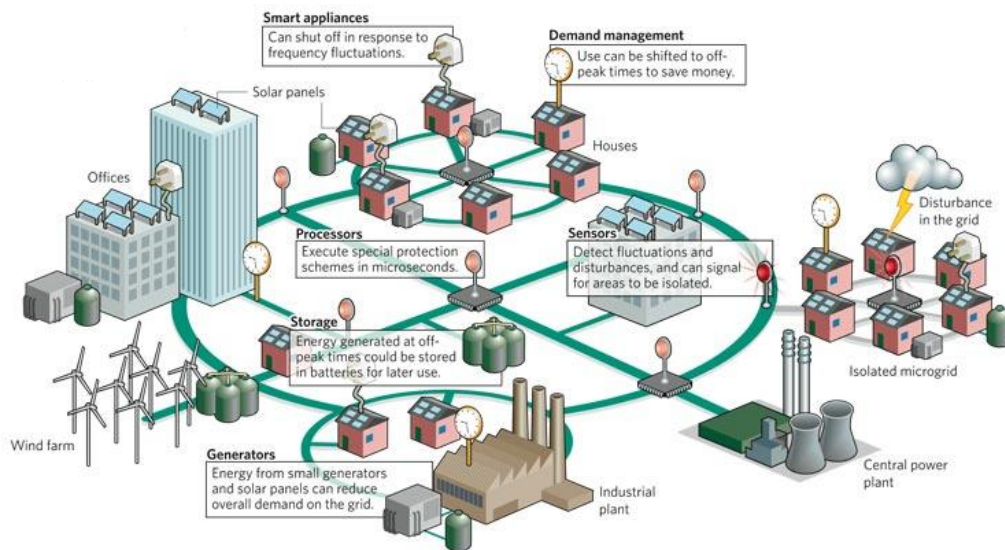 Smart appliances
Can shut off in response to
frequency fluctuations.
Demand management
Use can be shifted to off-
peak times to save money.
Solar panels
Houses
Offices
Disturbance
in the grid
Processors
Execute special protection
schemes in microseconds.
Sensors
Detect fluctuations and
disturbances, and can signal
for areas to be isolated.
Storage
Energy generated at off-
peak times could be stored
in batteries for later use.
Isolated microgrid
Wind farm
Generators
Energy from small generators
and solar panels can reduce
overall demand on the grid.
Industrial
plant
Central power
plant